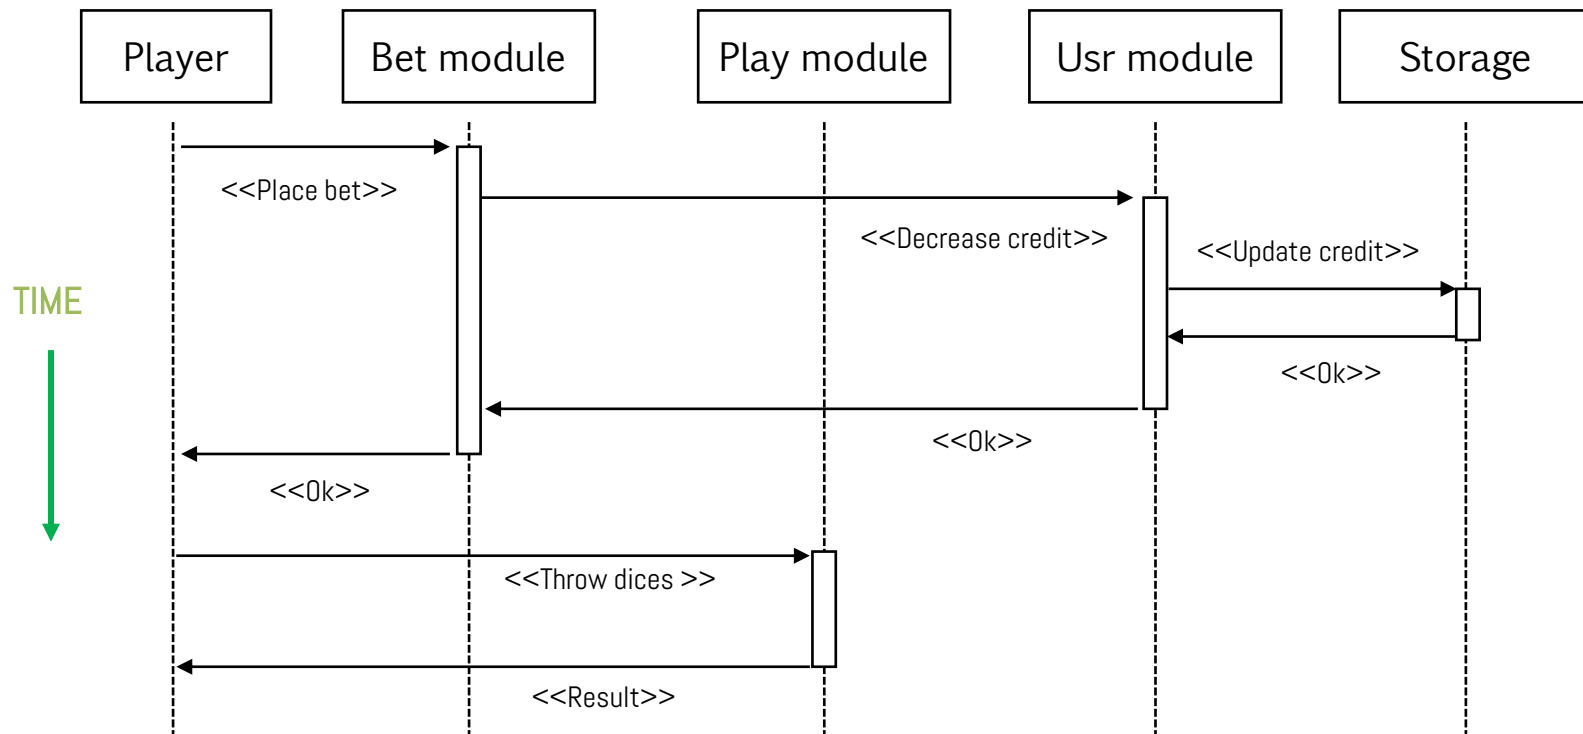 Player
Bet module
Play module
Usr module
Storage
<<Place bet>>
<<Decrease credit>>
<<Update credit>>
TIME
<<Ok>>
<<Ok>>
<<Ok>>
<<Throw dices >>
<<Result>>